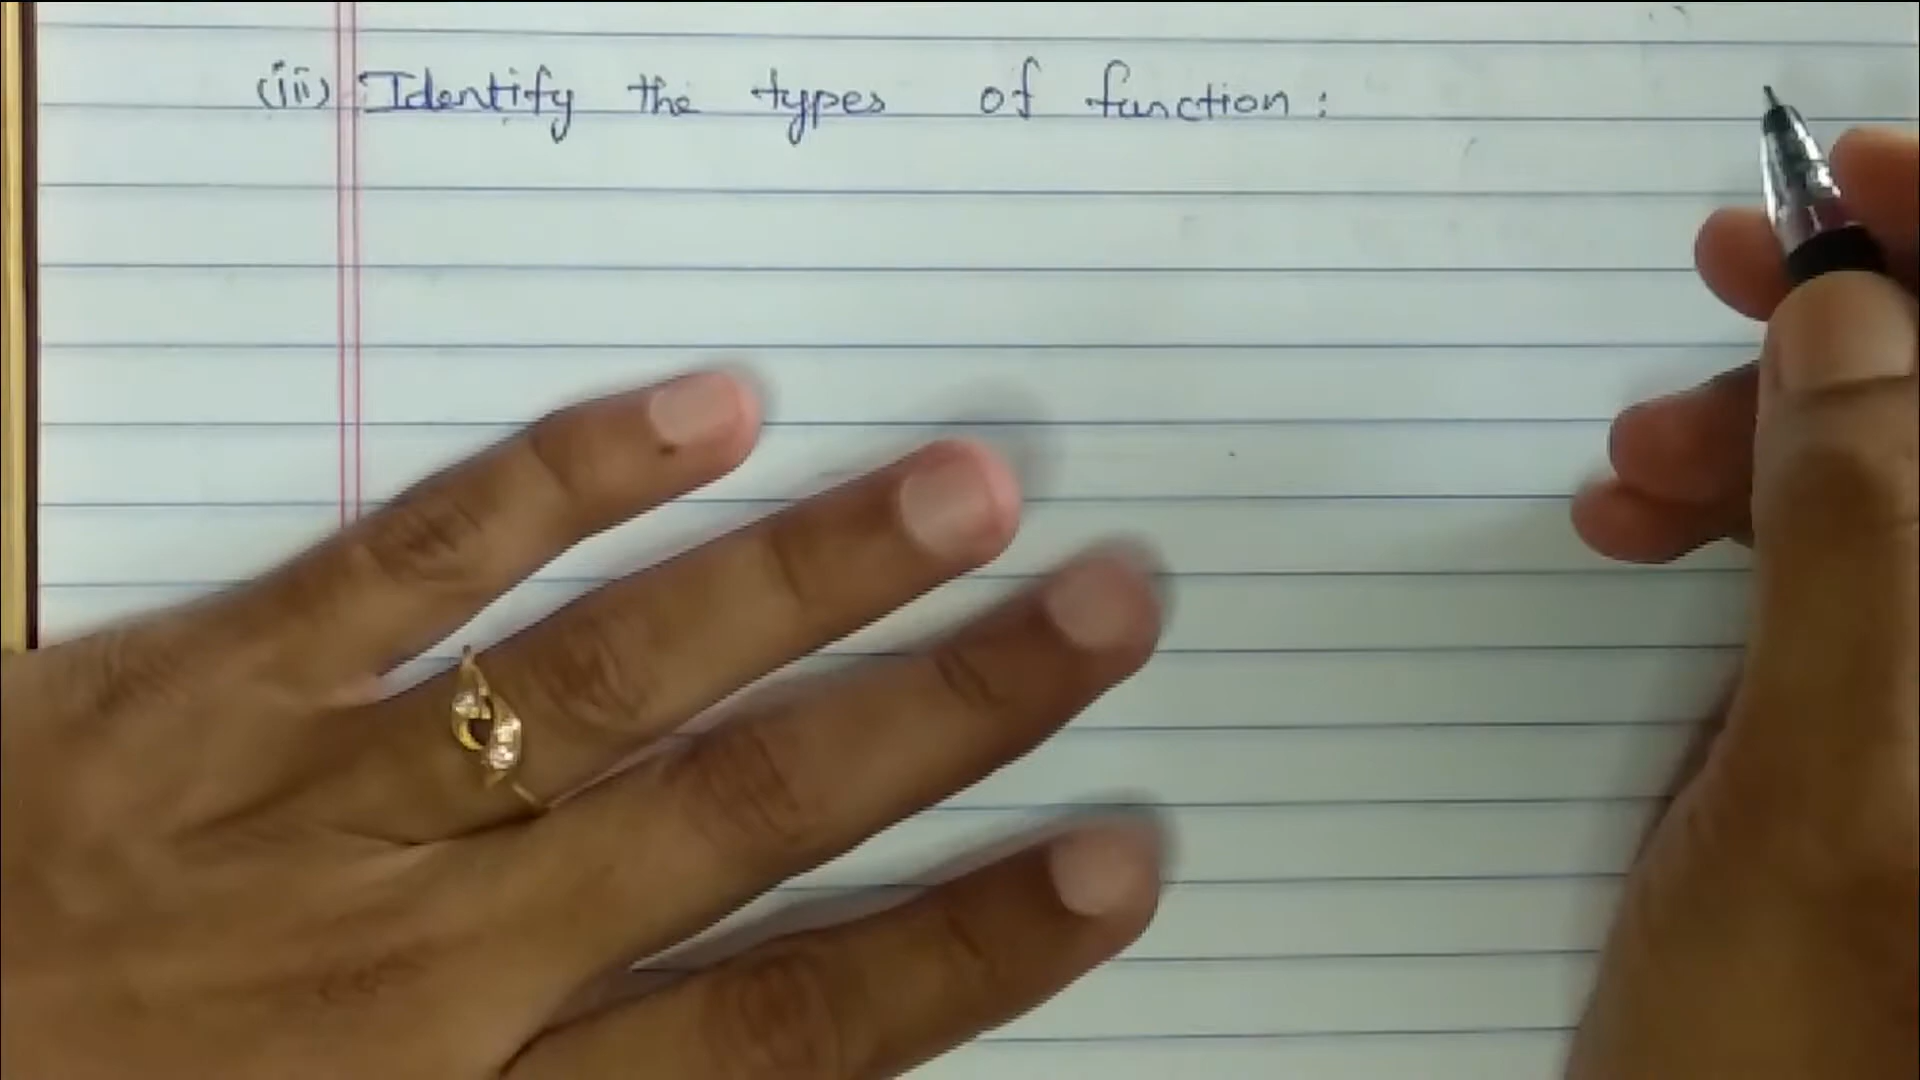 (iii) Identify the types of function :